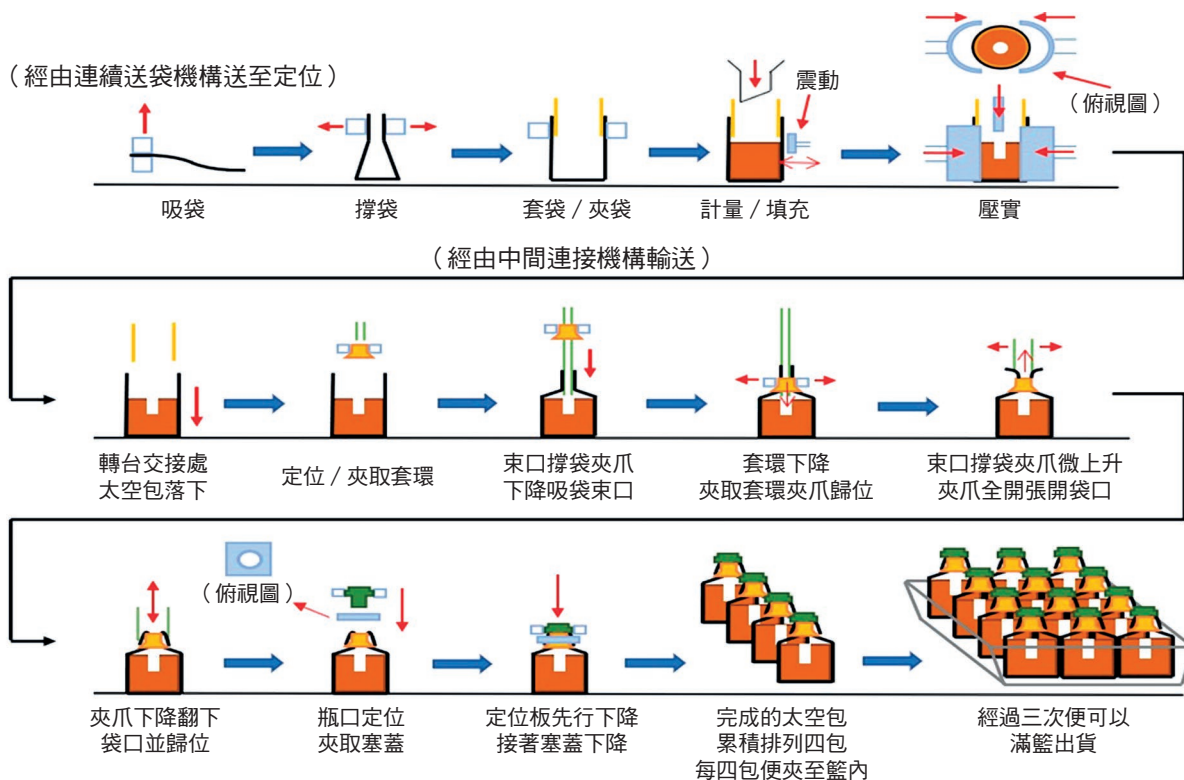 （經由連續送袋機構送至定位）
震動
（俯視圖）
吸袋
撐袋
套袋 / 夾袋
計量 / 填充
壓實
（經由中間連接機構輸送）
轉台交接處
太空包落下
定位 / 夾取套環
束口撐袋夾爪
下降吸袋束口
套環下降
夾取套環夾爪歸位
束口撐袋夾爪微上升
夾爪全開張開袋口
（俯視圖）
夾爪下降翻下
袋口並歸位
瓶口定位
夾取塞蓋
定位板先行下降
接著塞蓋下降
完成的太空包
累積排列四包
每四包便夾至籃內
經過三次便可以
滿籃出貨